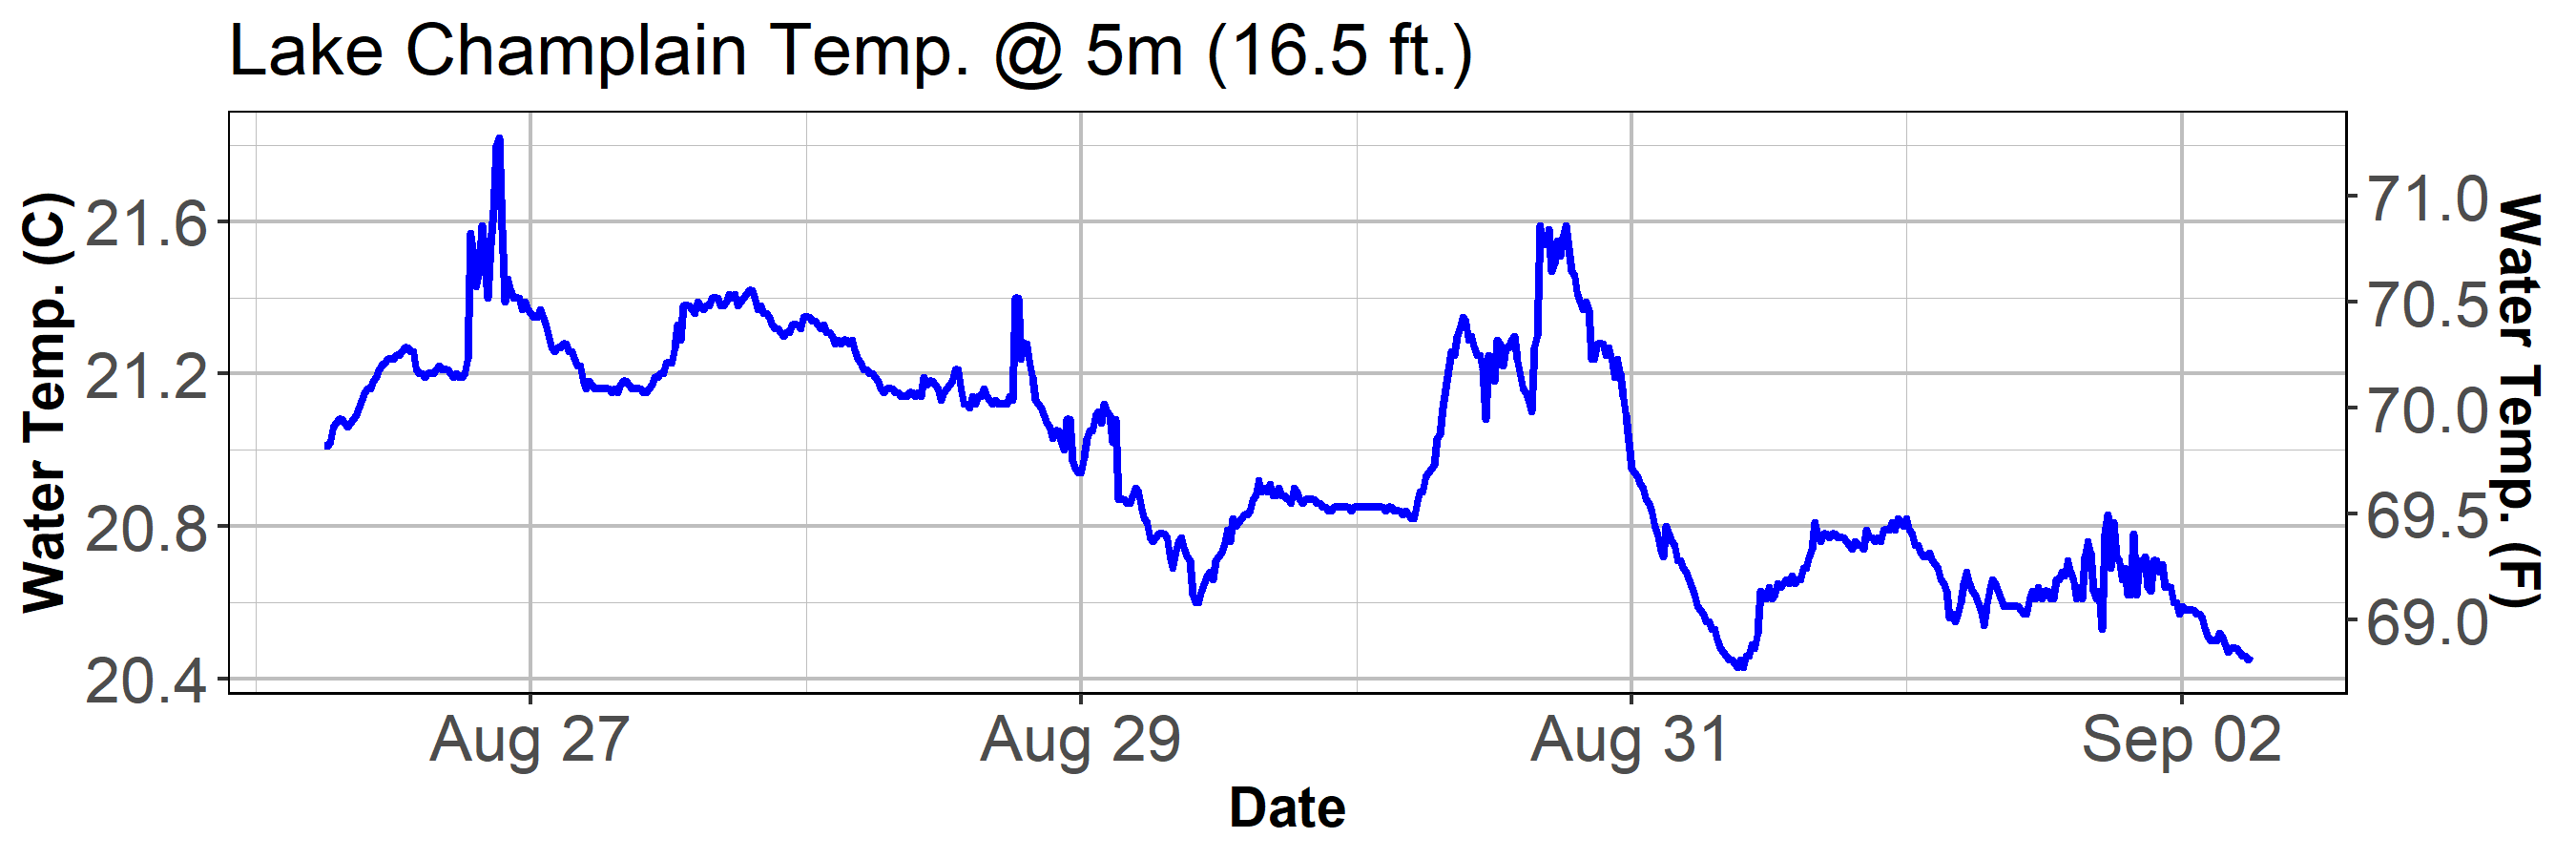 Lake Champlain Temp. @ 5m (16.5 ft.)
Water Temp. (C)
21.6
21.2
20.8
20.4
71.0
70.5
70.0
69.5
69.0
Water Temp. (F)
Aug 27
Aug 29
Aug 31
Sep 02
Date